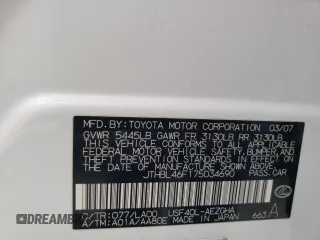 MFD. BY:TOYOTA MOTOR CORPORATION 03/07
GVWR 5445LB GAWR FR 3130LB RR 3130LB
THIS VEHICLE CONFORMS TO ALL APPLICABLE
FEDERAL MOTOR VEHICLE SAFETY, BUMPER, AND
THEFT PREVENTION STANDARDS IN EFFECT ON
THE DATE OF MANUFACTURE SHOWN ABOVE.
JTHBL46F175034690 PASS.CAR
C/TR:077/LA00 USF40L-AEZGHA
A/TM:A01A/AA80E MADE IN JAPAN 663 A